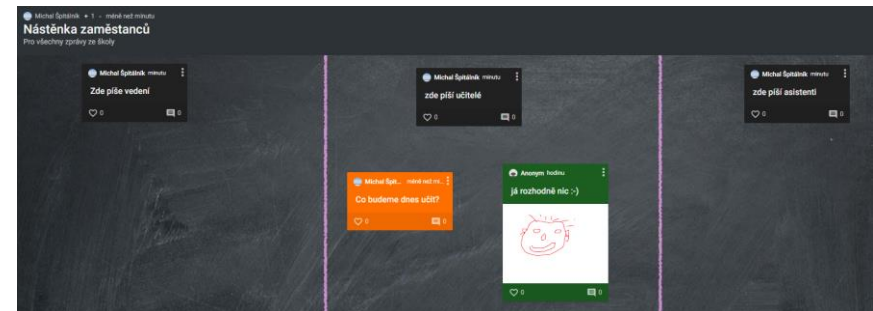 Michal Špitálník + 1 • méně než minutu
Nástěnka zaměstanců
Pro všechny zprávy ze školy
Michal Špitálník minutu
Zde píše vedení
0 0
Michal Špitálník minutu
zde píší učitelé
0 0
Michal Špitálník minutu
zde píší asistenti
0 0
Michal Špit... méně než mi...
Co budeme dnes učit?
0 0
Anonym hodinu
já rozhodně nic :-)
0 0